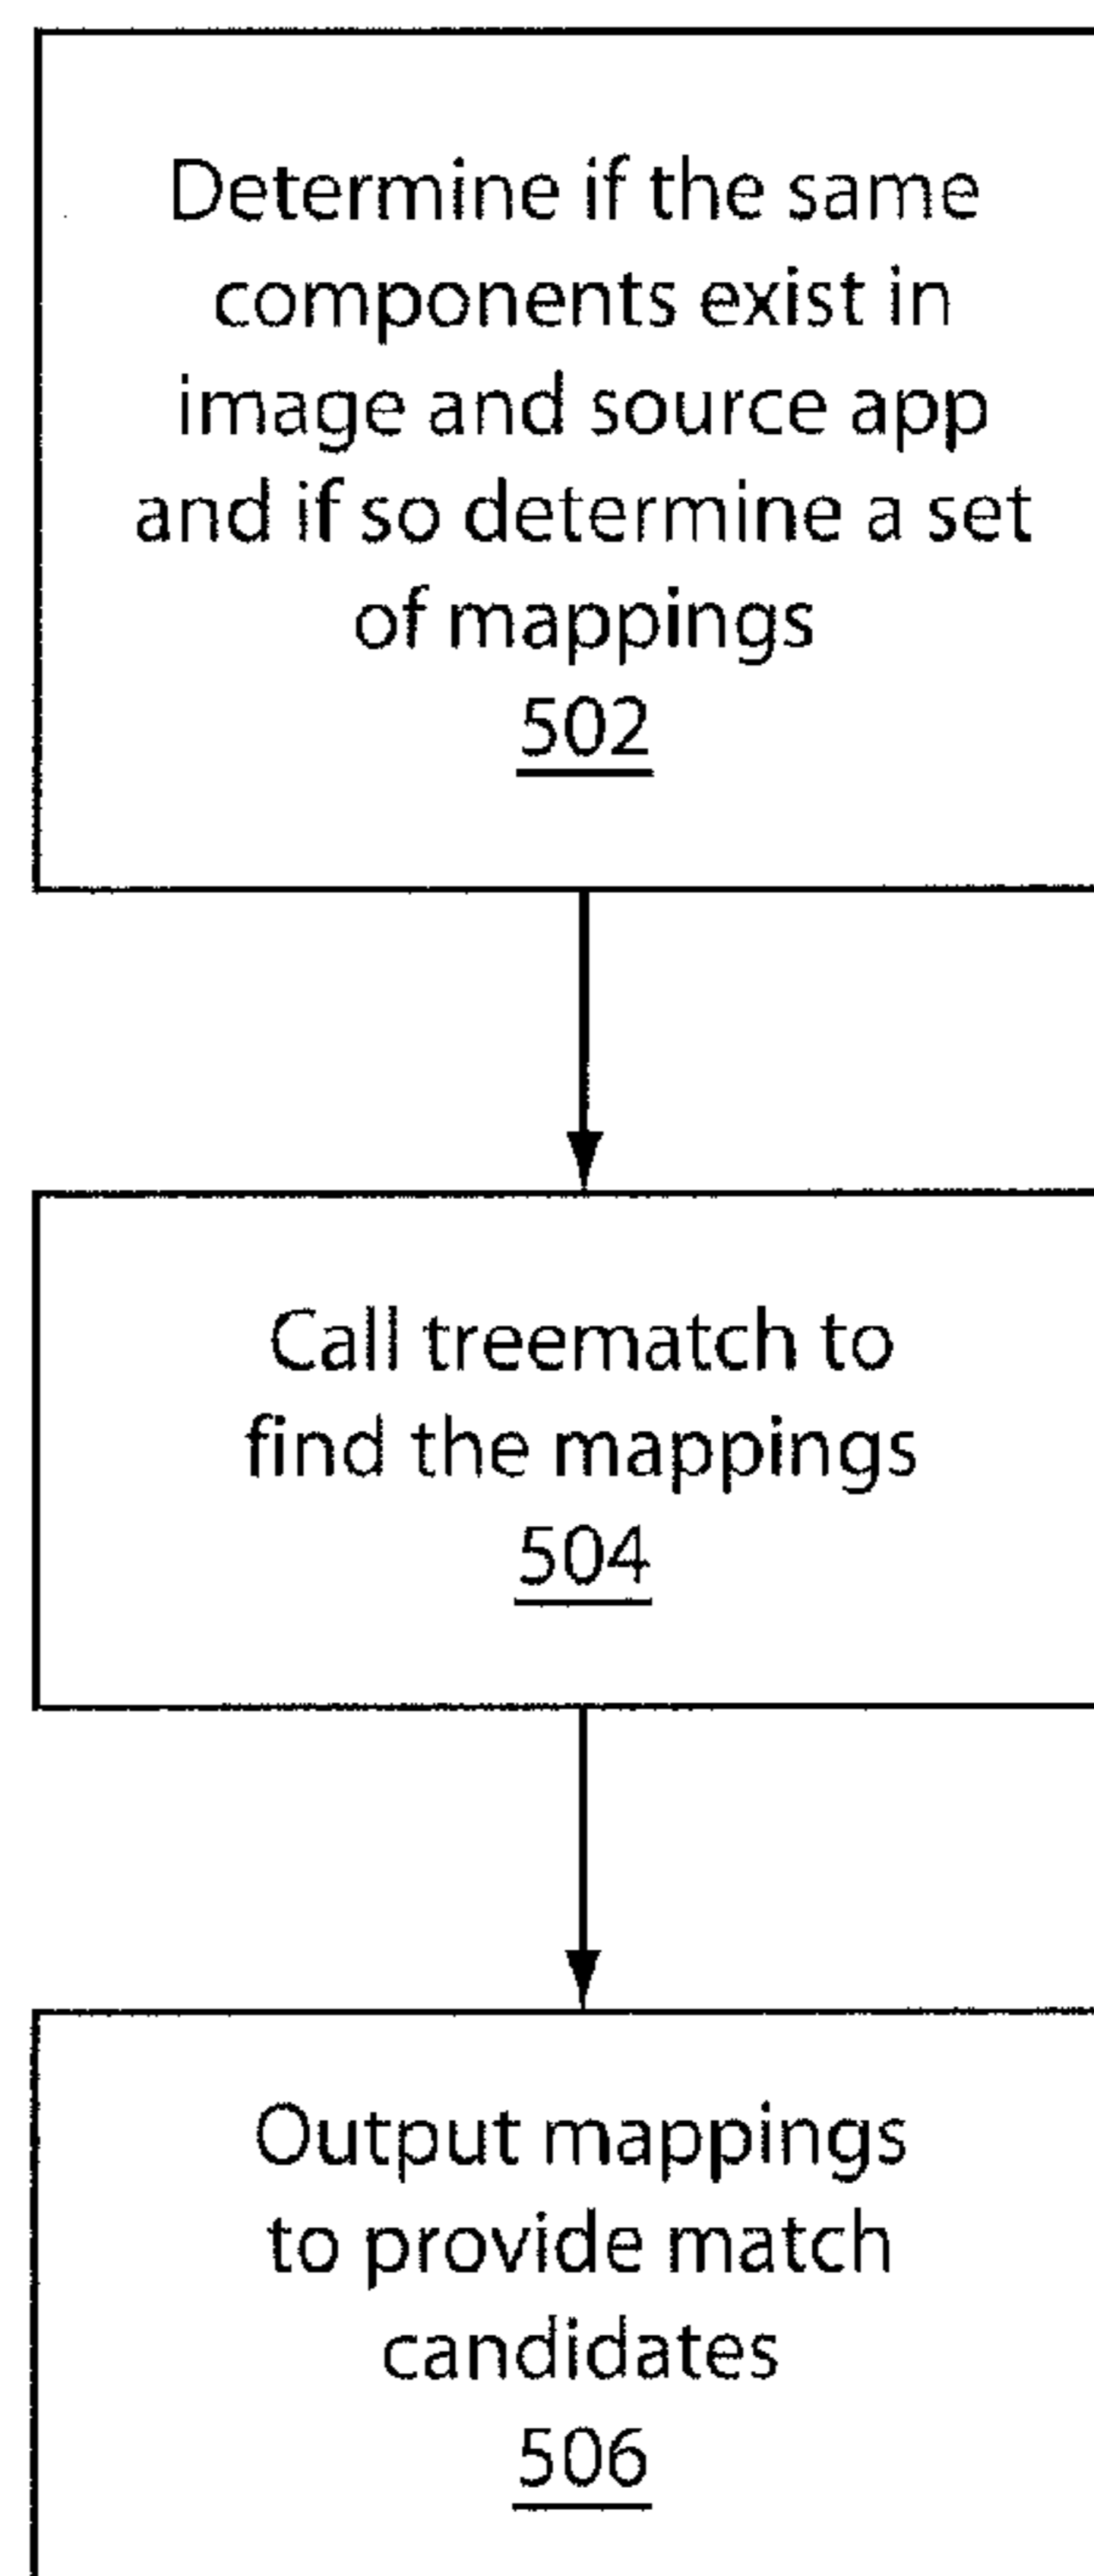 Determine if the same
components exist in
image and source app
and if so determine a set
of mappings
502
Call treematch to
find the mappings
504
Output mappings
to provide match
candidates
506